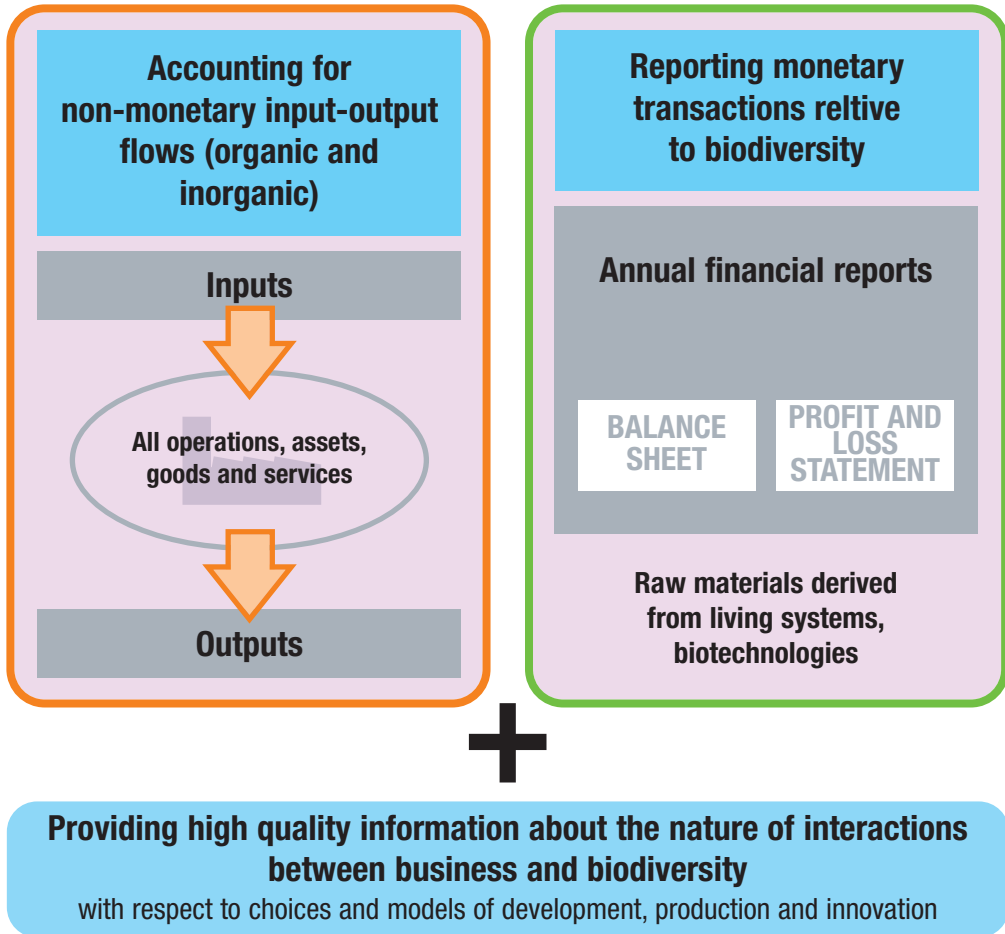 Accounting for
non-monetary input-output
flows (organic and
inorganic)
Inputs
All operations, assets,
goods and services
Outputs
Reporting monetary
transactions reltive
to biodiversity
Annual financial reports
BALANCE
SHEET
PROFIT AND
LOSS
STATEMENT
Raw materials derived
from living systems,
biotechnologies
+
Providing high quality information about the nature of interactions
between business and biodiversity
with respect to choices and models of development, production and innovation